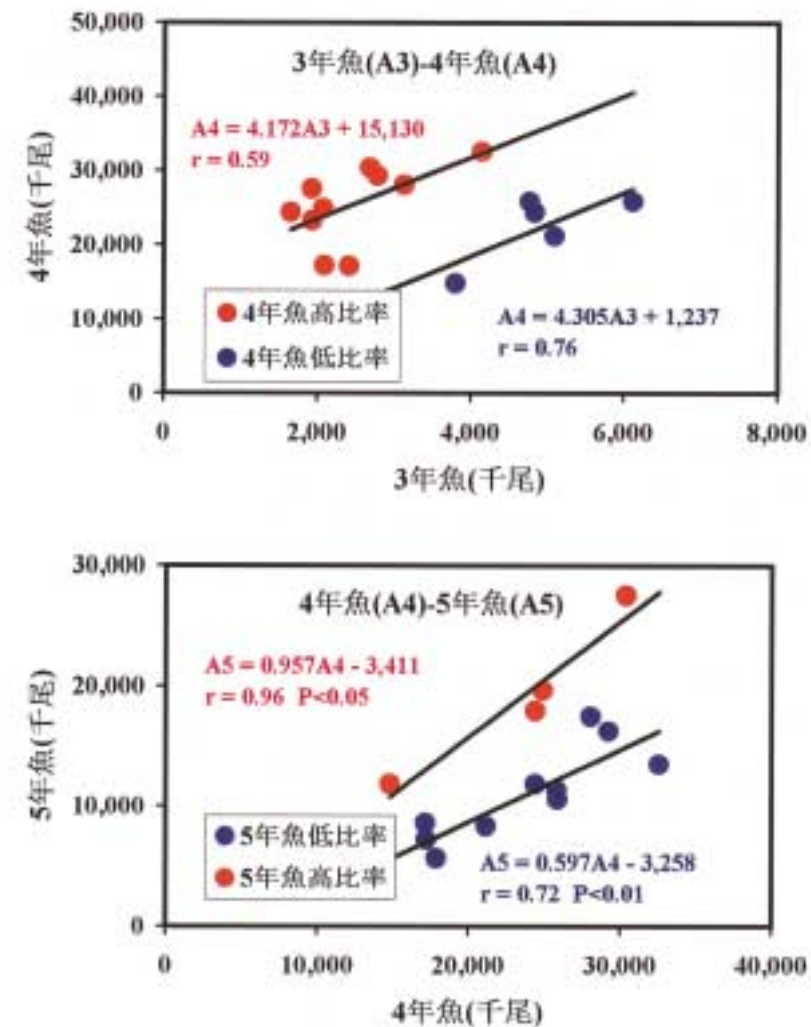 50,000
40,000
30,000
20,000
10,000
0
4年魚(千尾)
3年魚(A3)-4年魚(A4)
A4 = 4.172A3 + 15,130
r = 0.59
4年魚高比率
4年魚低比率
A4 = 4.305A3 + 1,237
r = 0.76
0 2,000 4,000 6,000 8,000
3年魚(千尾)
30,000
20,000
10,000
0
5年魚(千尾)
4年魚(A4)-5年魚(A5)
A5 = 0.957A4 - 3,411
r = 0.96 P<0.05
5年魚低比率
5年魚高比率
A5 = 0.597A4 - 3,258
r = 0.72 P<0.01
0 10,000 20,000 30,000 40,000
4年魚(千尾)